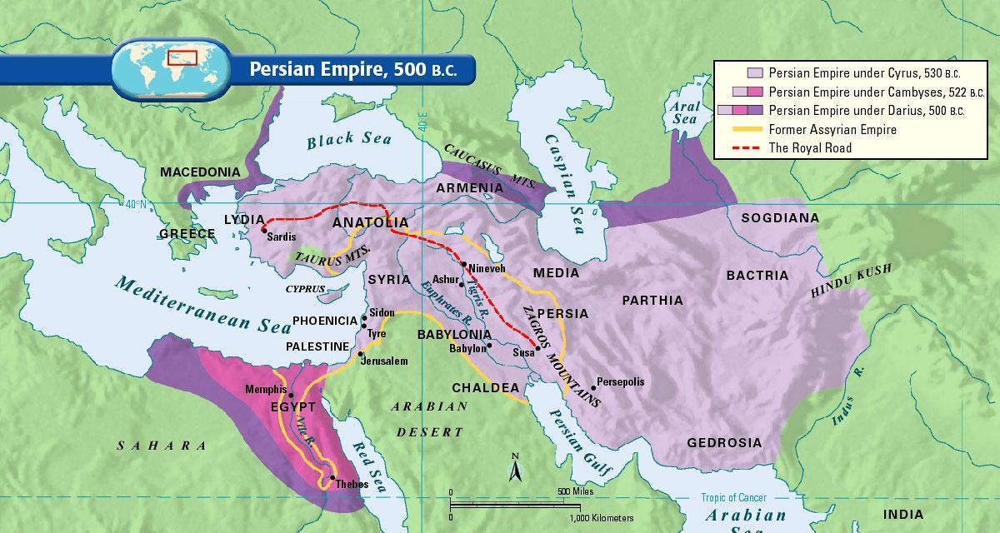 Persian Empire, 500 B.C.
Persian Empire under Cyrus, 530 B.C.
Persian Empire under Cambyses, 522 B.C.
Persian Empire under Darius, 500 B.C.
Former Assyrian Empire
The Royal Road
40°E
Aral
Sea
Black Sea
Caspian Sea
CAUCASUS MTS.
MACEDONIA
ARMENIA
40°N
LYDIA
ANATOLIA
SOGDIANA
GREECE
Sardis
TAURUS MTS.
Nineveh
MEDIA
BACTRIA
HINDU KUSH
Mediterranean Sea
CYPRUS
SYRIA
Ashur
Tigris R.
Euphrates R.
PARTHIA
PHOENICIA
Sidon
Tyre
ZAGROS MOUNTAINS
PERSIA
BABYLONIA
Babylon
Susa
PALESTINE
Jerusalem
Memphis
EGYPT
CHALDEA
Persepolis
Indus R.
Nile R.
ARABIAN
DESERT
SAHARA
Red Sea
Persian Gulf
GEDROSIA
Thebes
N
0
500 Miles
0
1,000 Kilometers
Tropic of Cancer
Arabian
Sea
INDIA